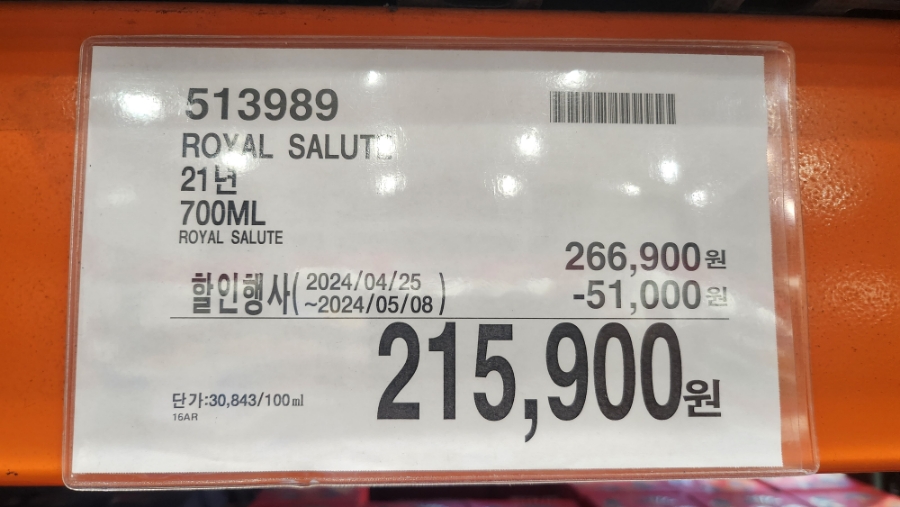 513989
ROYAL SALUTE
21년
700ML
ROYAL SALUTE
266,900원
할인행사( 2024/04/25 ~2024/05/08 ) -51,000원
215,900원
단가:30,843/100㎖
16AR